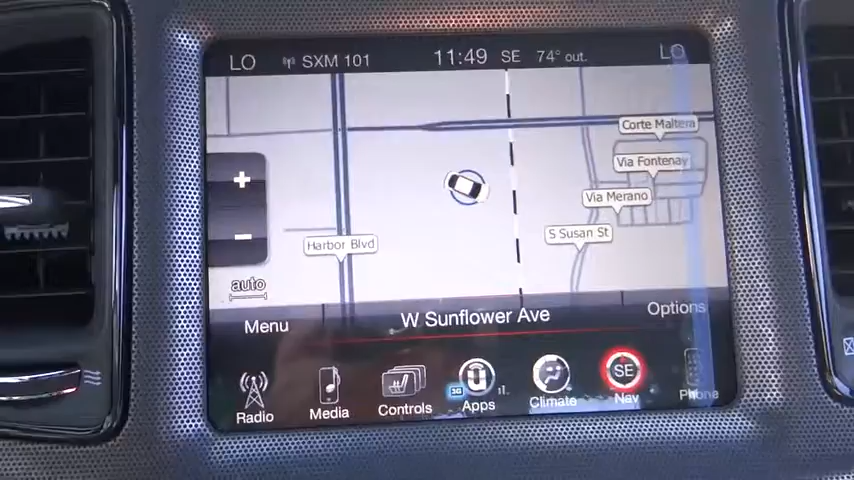 LO SXM 101 11:49 SE 74° out. LO
Corte Maltera
Via Fontenay
Via Merano
S Susan St
Harbor Blvd
auto
Menu W Sunflower Ave Options
SE
3G
Radio Media Controls Apps Climate Nav Phone